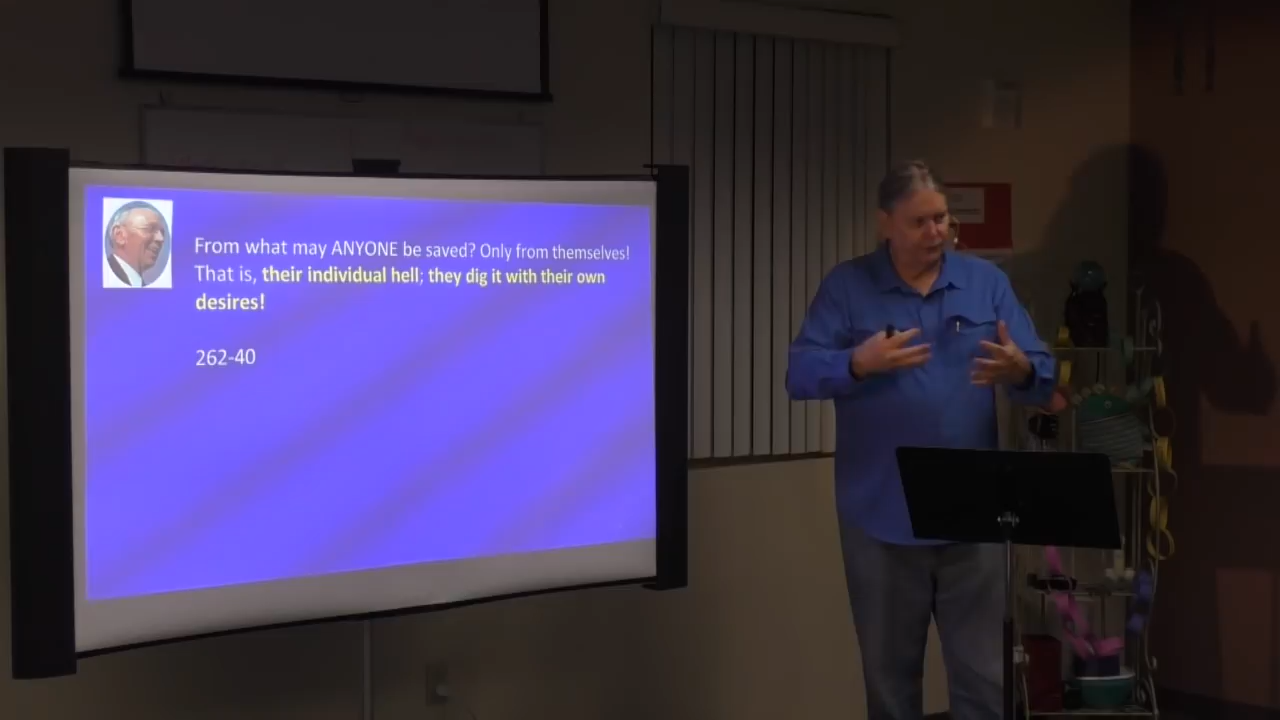 From what may ANYONE be saved? Only from themselves!
That is, their individual hell; they dig it with their own
desires!
262-40